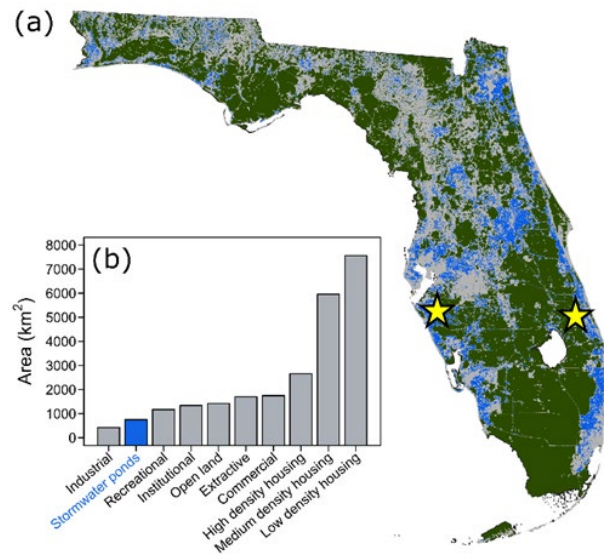 (a)
(b)
Area (km²)
8000
7000
6000
5000
4000
3000
2000
1000
0
Industrial
Stormwater ponds
Recreational
Institutional
Open land
Extractive
Commercial
High density housing
Medium density housing
Low density housing